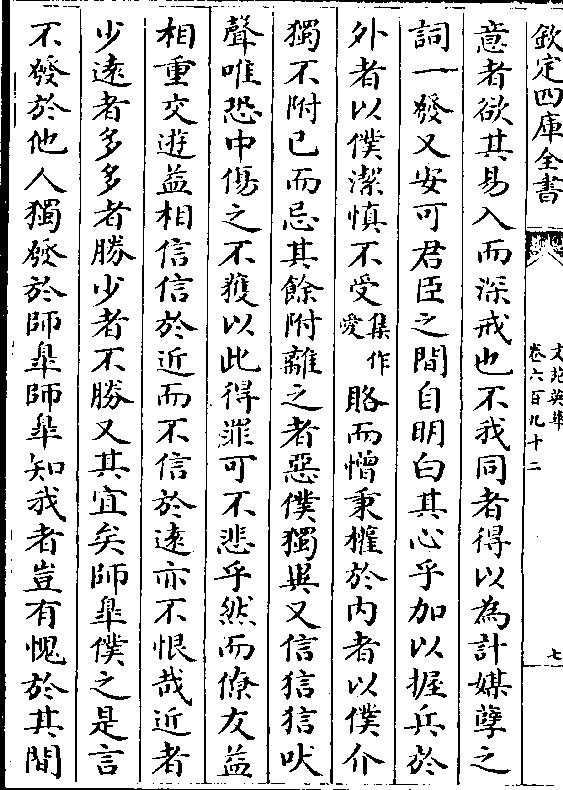 欽定四庫全書
文苑英華
卷六百九十二
七
意者欲其易入而深戒也不我同者得以為計媒孽之
詞一發又安可君臣之間自明白其心乎加以握兵於
外者以僕潔慎不受集作愛賂而憎秉權於内者以僕介
獨不附己而忌其餘附離之者惡僕獨異又信狺狺吠
聲唯恐中傷之不獲以此得罪可不悲乎然而僚友益
相重交遊益相信信於近而不信於遠亦不恨哉近者
少遠者多多者勝少者不勝又其宜矣師臯僕之是言
不發於他人獨發於師臯師臯知我者豈有愧於其間